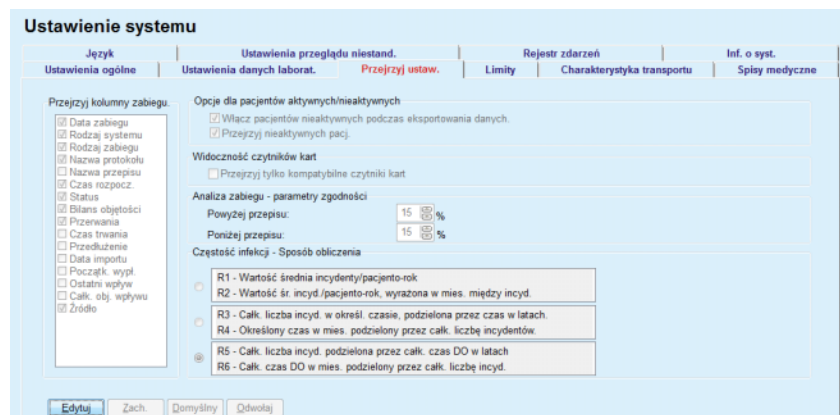 Ustawienie systemu
Język Ustawienia przeglądu niestand. Rejestr zdarzeń Inf. o syst.
Ustawienia ogólne Ustawienia danych laborat. Przejrzyj ustaw. Limity Charakterystyka transportu Spisy medyczne
Przejrzyj kolumny zabiegu.
Data zabiegu
Rodzaj systemu
Rodzaj zabiegu
Nazwa protokołu
Nazwa przepisu
Czas rozpocz.
Status
Bilans objętości
Przerwania
Czas trwania
Przedłużenie
Data importu
Początk. wypł.
Ostatni wpływ
Całk. obj. wpływu
Źródło
Opcje dla pacjentów aktywnych/nieaktywnych
Włącz pacjentów nieaktywnych podczas eksportowania danych.
Przejrzyj nieaktywnych pacj.
Widoczność czytników kart
Przejrzyj tylko kompatybilne czytniki kart
Analiza zabiegu - parametry zgodności
Powyżej przepisu: 15 %
Poniżej przepisu: 15 %
Częstość infekcji - Sposób obliczenia
R1 - Wartość średnia incydenty/pacjento-rok
R2 - Wartość śr. incyd./pacjento-rok, wyrażona w mies. między incyd.
R3 - Całk. liczba incyd. w określ. czasie, podzielona przez czas w latach.
R4 - Określony czas w mies. podzielony przez całk. liczbę incydentów.
R5 - Całk. liczba incyd. podzielona przez całk. czas DO w latach
R6 - Całk. czas DO w mies. podzielony przez całk. liczbę incyd.
Edytuj Zach. Domyślny Odwołaj